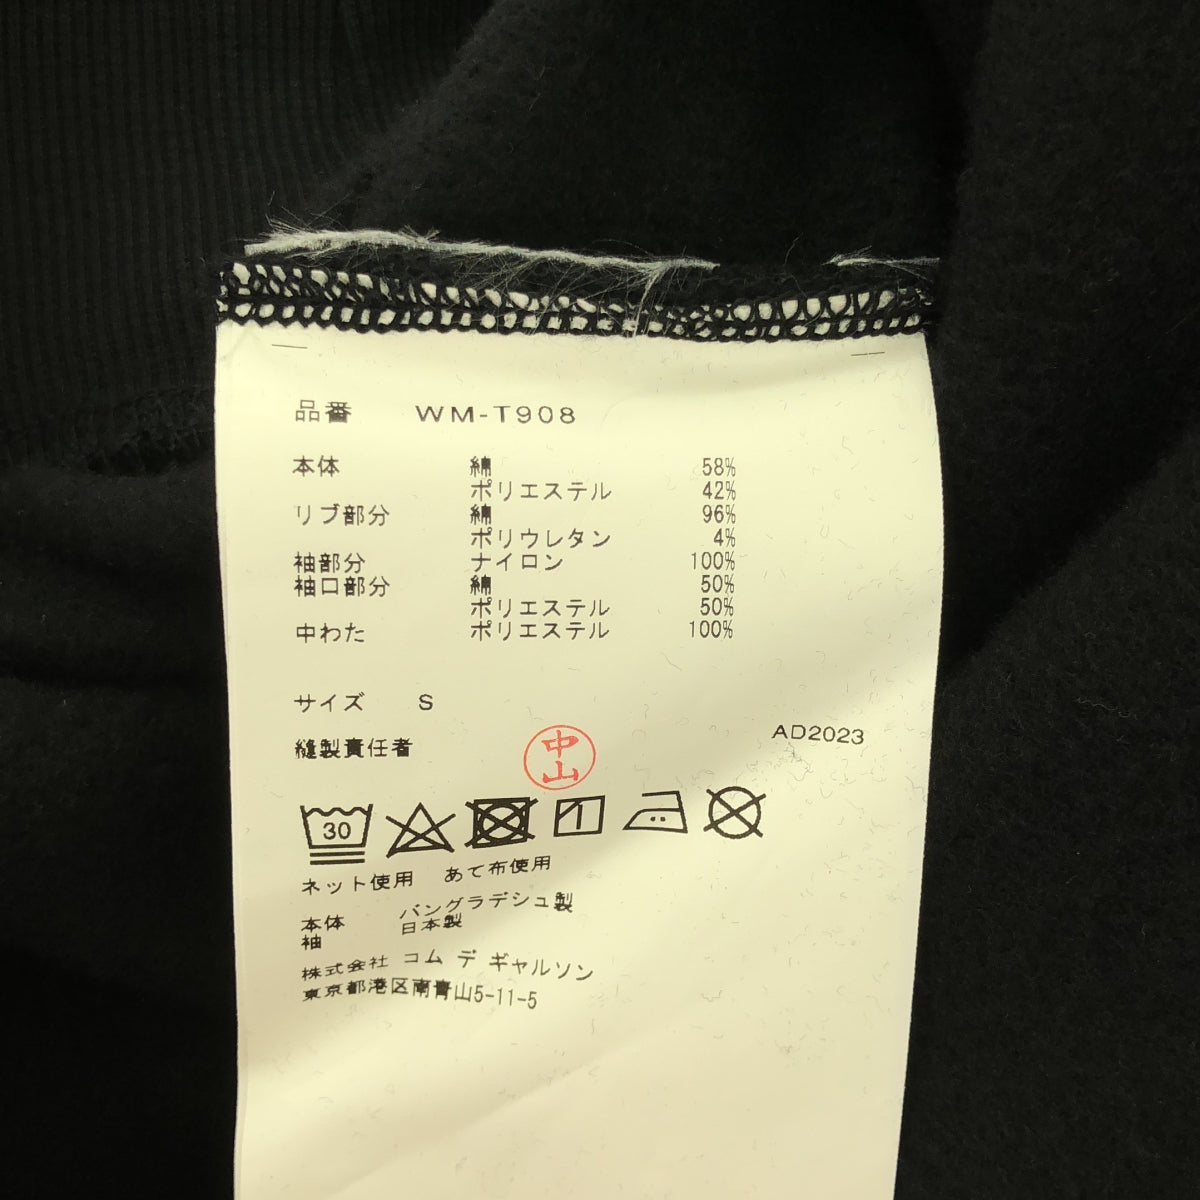 品番 WM-T908
本体 綿 58%
ポリエステル 42%
リブ部分 綿 96%
ポリウレタン 4%
袖部分 ナイロン 100%
袖口部分 綿 50%
ポリエステル 50%
中わた ポリエステル 100%
サイズ S
縫製責任者 中山 AD2023
30
ネット使用 あて布使用
本体 バングラデシュ製
袖 日本製
株式会社 コム デ ギャルソン
東京都港区南青山5-11-5